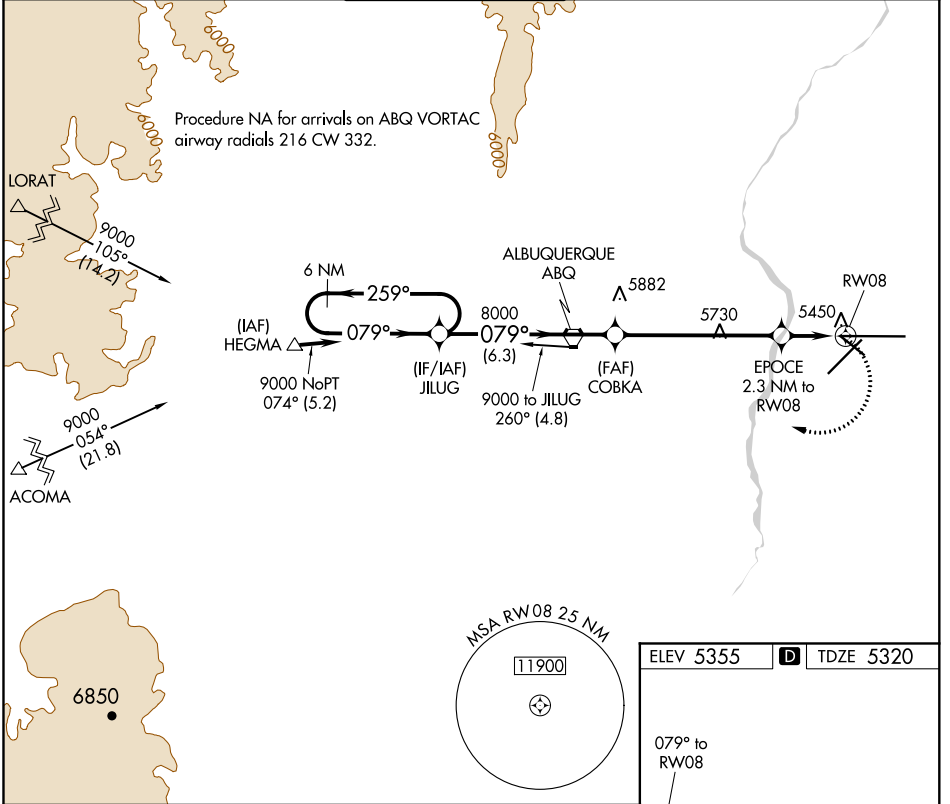 6000
6000
6000
Procedure NA for arrivals on ABQ VORTAC
airway radials 216 CW 332.
LORAT
9000
105°
(14.2)
6 NM
259°
ALBUQUERQUE
ABQ
5882
RW08
(IAF)
HEGMA
079°
8000
079°
(6.3)
5730
5450
9000 NoPT
074° (5.2)
(IF/IAF)
JILUG
9000 to JILUG
260° (4.8)
(FAF)
COBKA
EPOCE
2.3 NM to
RW08
9000
054°
(21.8)
ACOMA
MSA RW08 25 NM
11900
6850
ELEV 5355
D
TDZE 5320
079° to
RW08